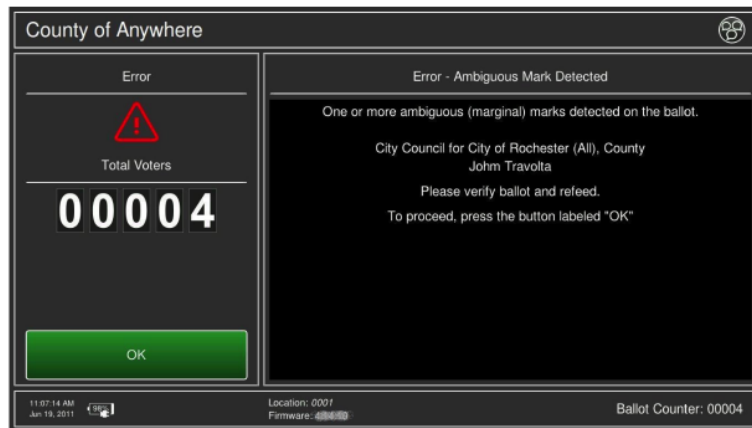 County of Anywhere
Error
Total Voters
00004
OK
Error - Ambiguous Mark Detected
One or more ambiguous (marginal) marks detected on the ballot.
City Council for City of Rochester (All), County
Johm Travolta
Please verify ballot and refeed.
To proceed, press the button labeled "OK"
11:07:14 AM
Jun 19, 2011
Location: 0001
Firmware:
Ballot Counter: 00004